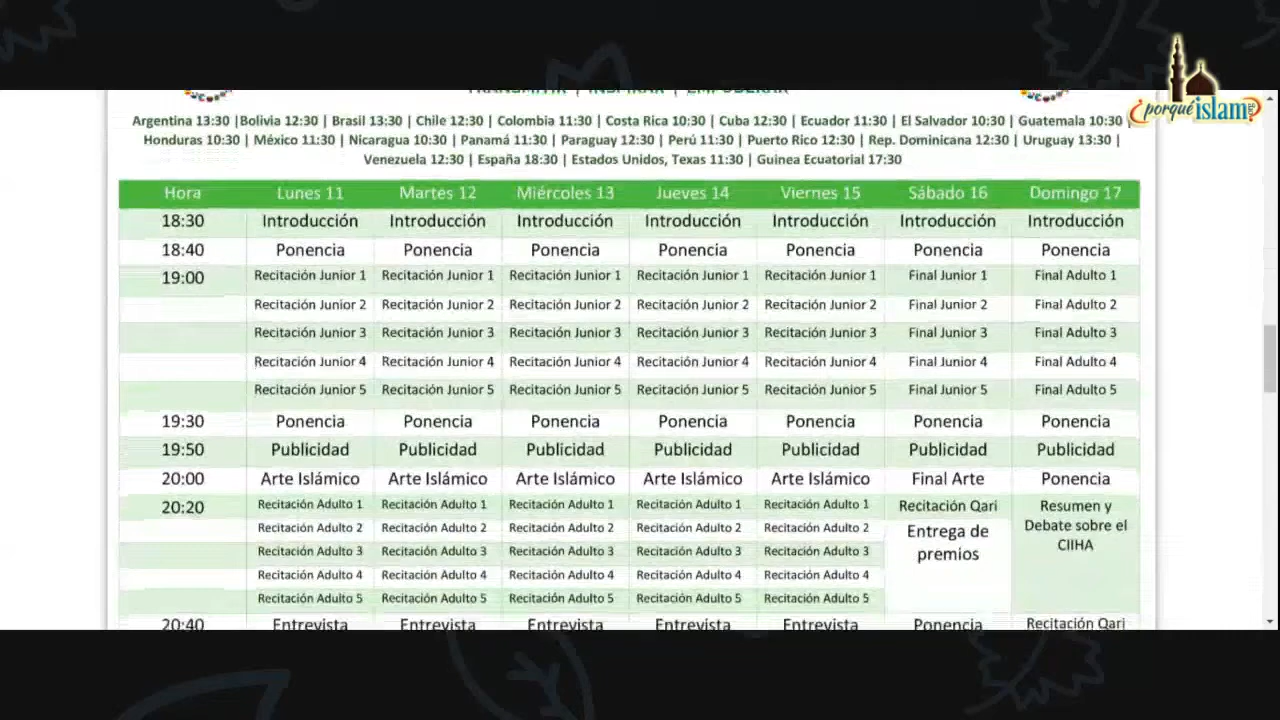 TRANSMITIR | INSPIRAR | EMPODERAR
¿porqué islam?
Argentina 13:30 |Bolivia 12:30 | Brasil 13:30 | Chile 12:30 | Colombia 11:30 | Costa Rica 10:30 | Cuba 12:30 | Ecuador 11:30 | El Salvador 10:30 | Guatemala 10:30 |
Honduras 10:30 | México 11:30 | Nicaragua 10:30 | Panamá 11:30 | Paraguay 12:30 | Perú 11:30 | Puerto Rico 12:30 | Rep. Dominicana 12:30 | Uruguay 13:30 |
Venezuela 12:30 | España 18:30 | Estados Unidos, Texas 11:30 | Guinea Ecuatorial 17:30
Hora Lunes 11 Martes 12 Miércoles 13 Jueves 14 Viernes 15 Sábado 16 Domingo 17
18:30 Introducción Introducción Introducción Introducción Introducción Introducción Introducción
18:40 Ponencia Ponencia Ponencia Ponencia Ponencia Ponencia Ponencia
19:00 Recitación Junior 1 Recitación Junior 1 Recitación Junior 1 Recitación Junior 1 Recitación Junior 1 Final Junior 1 Final Adulto 1
Recitación Junior 2 Recitación Junior 2 Recitación Junior 2 Recitación Junior 2 Recitación Junior 2 Final Junior 2 Final Adulto 2
Recitación Junior 3 Recitación Junior 3 Recitación Junior 3 Recitación Junior 3 Recitación Junior 3 Final Junior 3 Final Adulto 3
Recitación Junior 4 Recitación Junior 4 Recitación Junior 4 Recitación Junior 4 Recitación Junior 4 Final Junior 4 Final Adulto 4
Recitación Junior 5 Recitación Junior 5 Recitación Junior 5 Recitación Junior 5 Recitación Junior 5 Final Junior 5 Final Adulto 5
19:30 Ponencia Ponencia Ponencia Ponencia Ponencia Ponencia Ponencia
19:50 Publicidad Publicidad Publicidad Publicidad Publicidad Publicidad Publicidad
20:00 Arte Islámico Arte Islámico Arte Islámico Arte Islámico Arte Islámico Final Arte Ponencia
20:20 Recitación Adulto 1 Recitación Adulto 1 Recitación Adulto 1 Recitación Adulto 1 Recitación Adulto 1 Recitación Qari Resumen y
Recitación Adulto 2 Recitación Adulto 2 Recitación Adulto 2 Recitación Adulto 2 Recitación Adulto 2 Entrega de Debate sobre el
Recitación Adulto 3 Recitación Adulto 3 Recitación Adulto 3 Recitación Adulto 3 Recitación Adulto 3 premios CIIHA
Recitación Adulto 4 Recitación Adulto 4 Recitación Adulto 4 Recitación Adulto 4 Recitación Adulto 4
Recitación Adulto 5 Recitación Adulto 5 Recitación Adulto 5 Recitación Adulto 5 Recitación Adulto 5
20:40 Entrevista Entrevista Entrevista Entrevista Entrevista Ponencia Recitación Qari